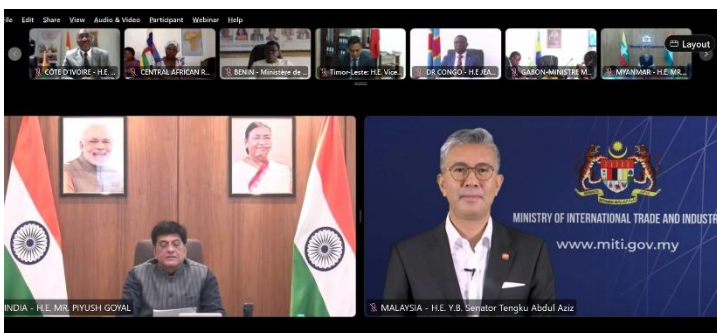 File Edit Share View Audio & Video Participant Webinar Help
Layout
CÔTE D'IVOIRE - H.E. ...
CENTRAL AFRICAN R...
BENIN - Ministère de ...
Timor-Leste: H.E. Vice...
DR CONGO - H.E JEA...
GABON-MINISTRE M...
MYANMAR - H.E. MR...
MINISTRY OF INTERNATIONAL TRADE AND INDUSTR
www.miti.gov.my
INDIA - H.E. MR. PIYUSH GOYAL
MALAYSIA - H.E. Y.B. Senator Tengku Abdul Aziz